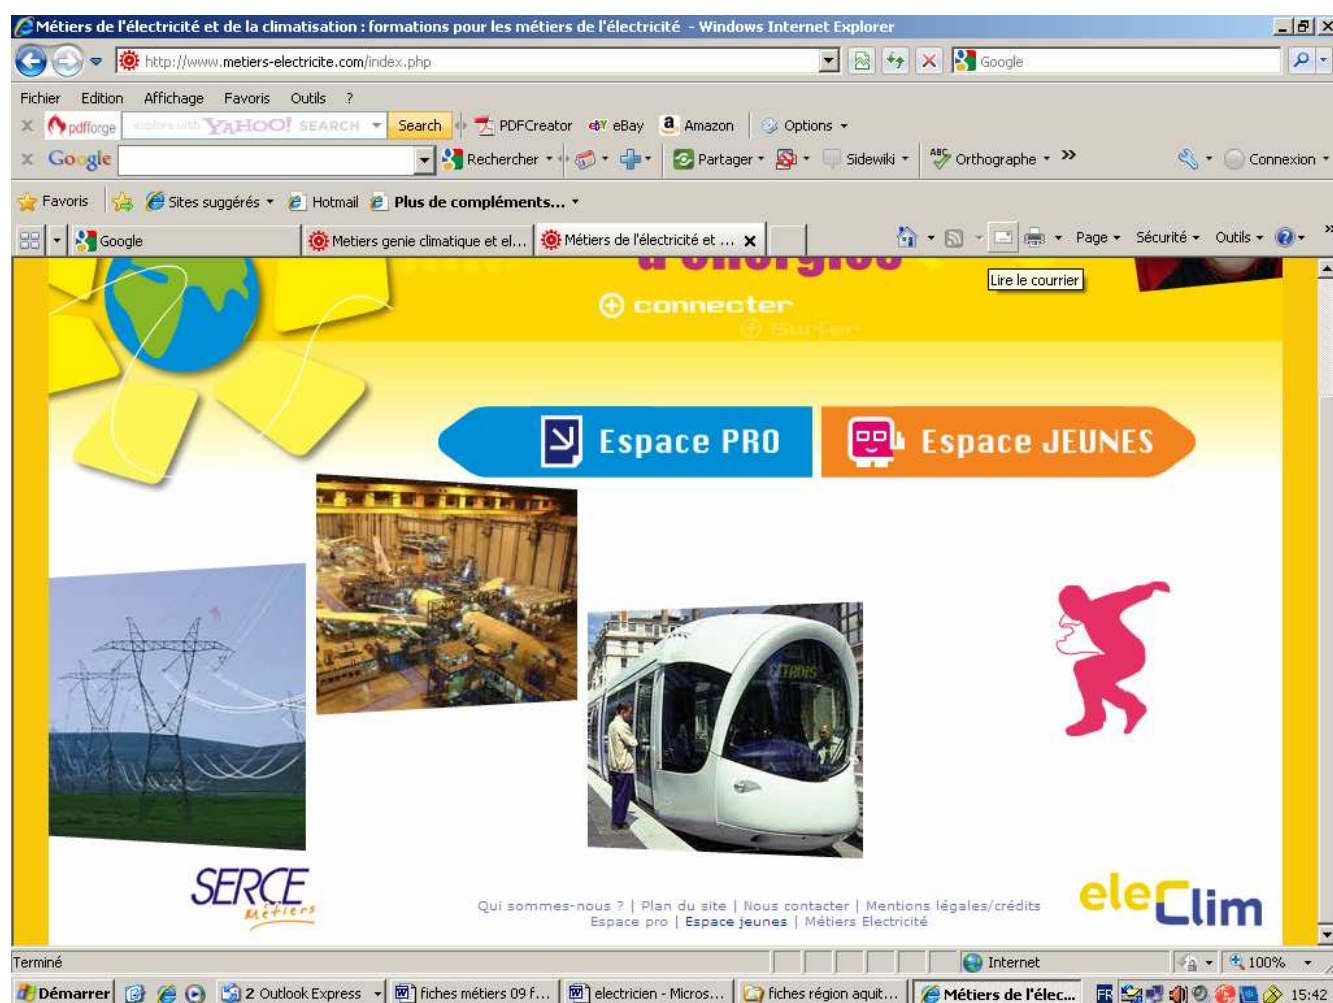 Métiers de l'électricité et de la climatisation : formations pour les métiers de l'électricité - Windows Internet Explorer
http://www.metiers-electricite.com/index.php
Google
Fichier Edition Affichage Favoris Outils ?
pdfforge explore with YAHOO! SEARCH Search PDFCreator eBay Amazon Options
Google Rechercher Partager Sidewiki Orthographe Connexion
Favoris Sites suggérés Hotmail Plus de compléments...
Google Metiers genie climatique et el... Métiers de l'électricité et ... Page Sécurité Outils
Lire le courrier
d'énergies
connecter
Surfer
Espace PRO Espace JEUNES
CITADIS
SERCE
Métiers
Qui sommes-nous ? | Plan du site | Nous contacter | Mentions légales/crédits
Espace pro | Espace jeunes | Métiers Electricité
eleClim
Terminé Internet 100%
Démarrer 2 Outlook Express fiches métiers 09 f... electricien - Micros... fiches région aquit... Métiers de l'élec... FR 15:42